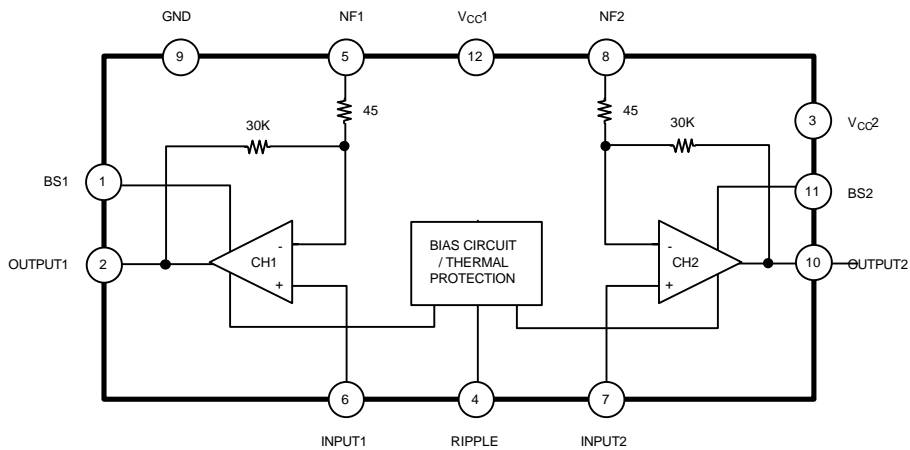 GND NF1 VCC1 NF2
9 5 12 8
45 45
30K 30K
3 VCC2
BS1 1
11 BS2
- -
OUTPUT1 2 CH1
BIAS CIRCUIT
/ THERMAL
PROTECTION
CH2 10 OUTPUT2
+ +
6 4 7
INPUT1 RIPPLE INPUT2